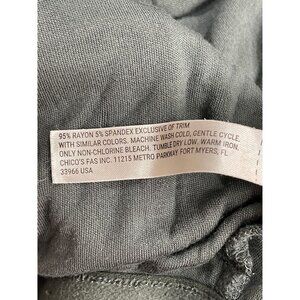 95% RAYON 5% SPANDEX EXCLUSIVE OF TRIM
WITH SIMILAR COLORS. MACHINE WASH COLD, GENTLE CYCLE.
ONLY NON-CHLORINE BLEACH. TUMBLE DRY LOW. WARM IRON.
CHICO'S FAS INC. 11215 METRO PARKWAY FORT MYERS, FL
33966 USA